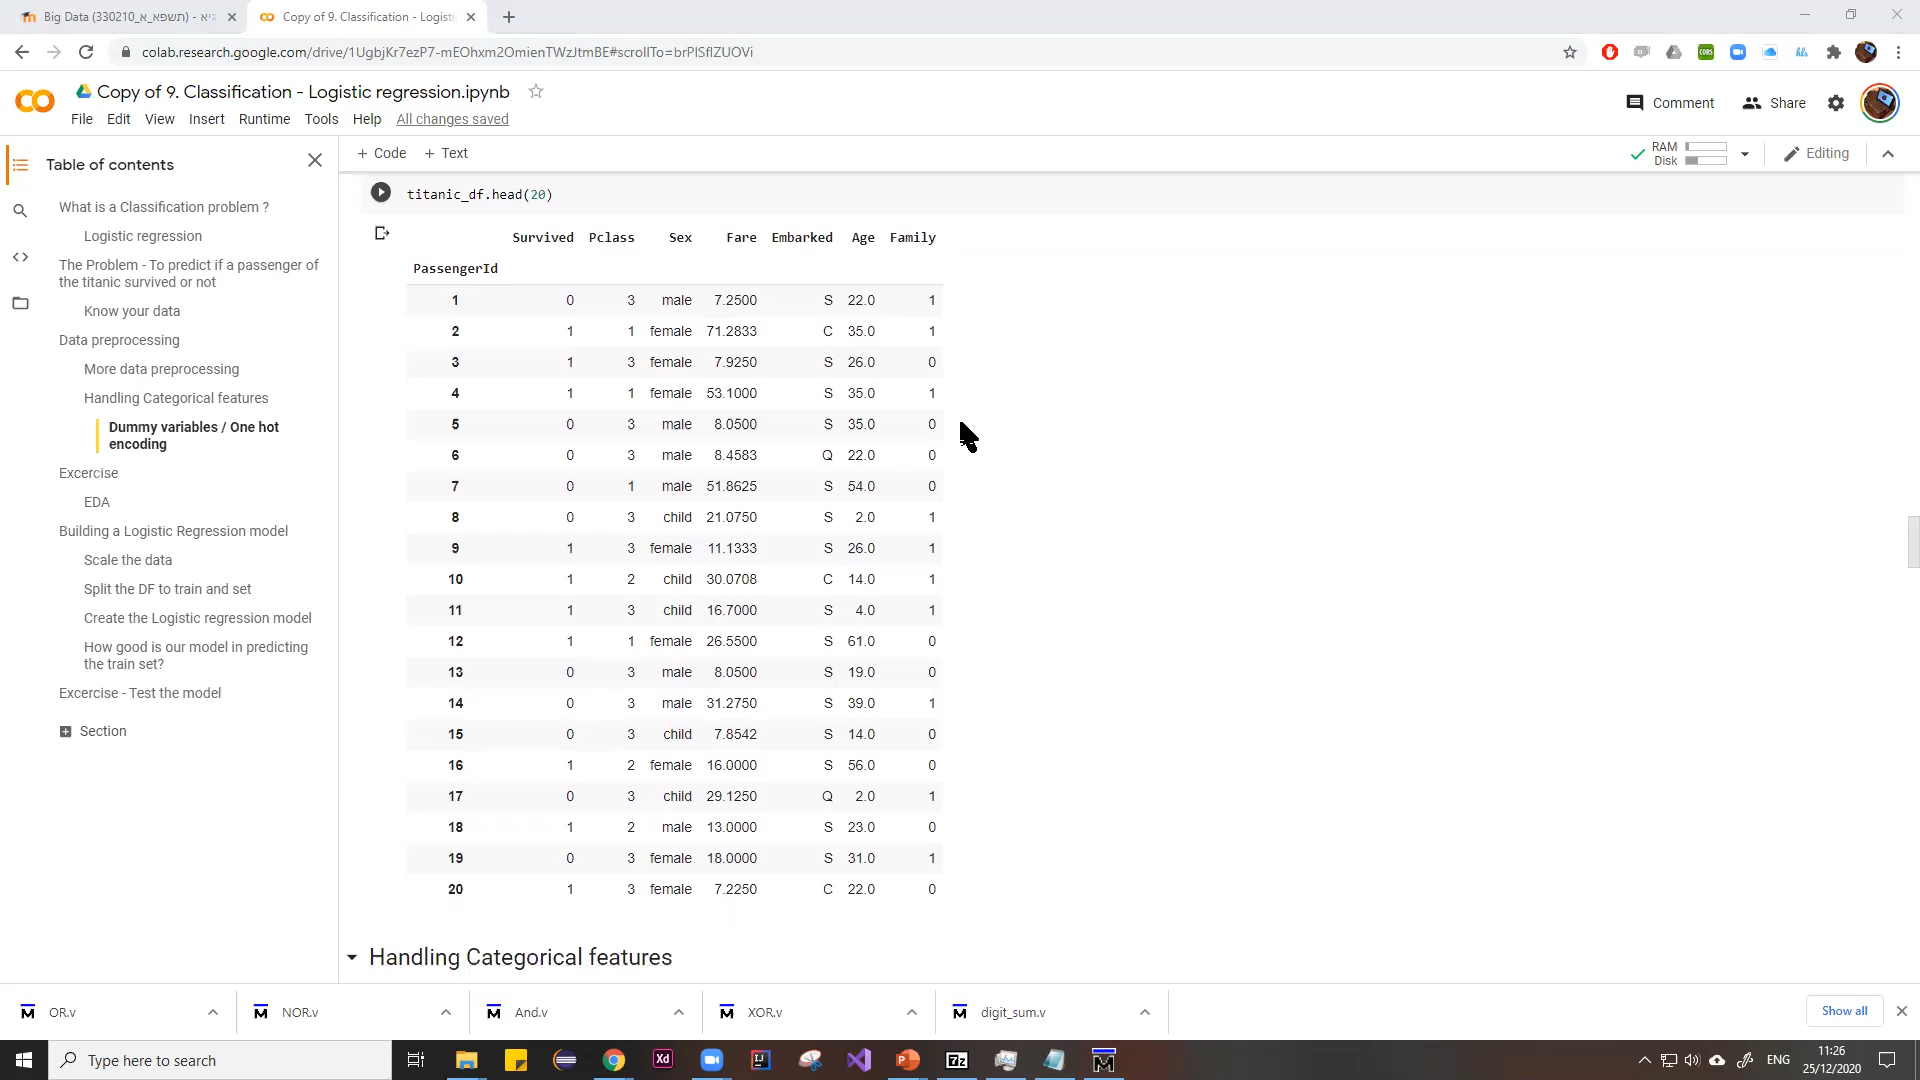 Big Data (330210_תשפא_א) - גיא
Copy of 9. Classification - Logisti
colab.research.google.com/drive/1UgbjKr7ezP7-mEOhxm2OmienTWzJtmBE#scrollTo=brPlSflZUOVi
Copy of 9. Classification - Logistic regression.ipynb
Comment Share
File Edit View Insert Runtime Tools Help All changes saved
Table of contents
+ Code + Text
RAM
Disk
Editing
What is a Classification problem ?
Logistic regression
The Problem - To predict if a passenger of
the titanic survived or not
Know your data
Data preprocessing
More data preprocessing
Handling Categorical features
Dummy variables / One hot
encoding
Excercise
EDA
Building a Logistic Regression model
Scale the data
Split the DF to train and set
Create the Logistic regression model
How good is our model in predicting
the train set?
Excercise - Test the model
Section
titanic_df.head(20)
Survived Pclass Sex Fare Embarked Age Family
PassengerId
1 0 3 male 7.2500 S 22.0 1
2 1 1 female 71.2833 C 35.0 1
3 1 3 female 7.9250 S 26.0 0
4 1 1 female 53.1000 S 35.0 1
5 0 3 male 8.0500 S 35.0 0
6 0 3 male 8.4583 Q 22.0 0
7 0 1 male 51.8625 S 54.0 0
8 0 3 child 21.0750 S 2.0 1
9 1 3 female 11.1333 S 26.0 1
10 1 2 child 30.0708 C 14.0 1
11 1 3 child 16.7000 S 4.0 1
12 1 1 female 26.5500 S 61.0 0
13 0 3 male 8.0500 S 19.0 0
14 0 3 male 31.2750 S 39.0 1
15 0 3 child 7.8542 S 14.0 0
16 1 2 female 16.0000 S 56.0 0
17 0 3 child 29.1250 Q 2.0 1
18 1 2 male 13.0000 S 23.0 0
19 0 3 female 18.0000 S 31.0 1
20 1 3 female 7.2250 C 22.0 0
Handling Categorical features
OR.v
NOR.v
And.v
XOR.v
digit_sum.v
Show all
Type here to search
ENG
11:26
25/12/2020